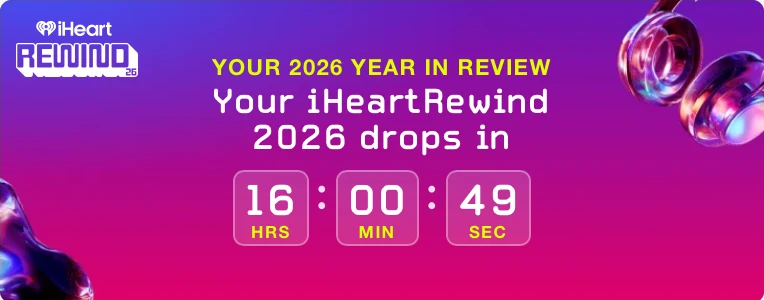 iHeart
REWIND
26
YOUR 2026 YEAR IN REVIEW
Your iHeartRewind
2026 drops in
16 : 00 : 49
HRS MIN SEC